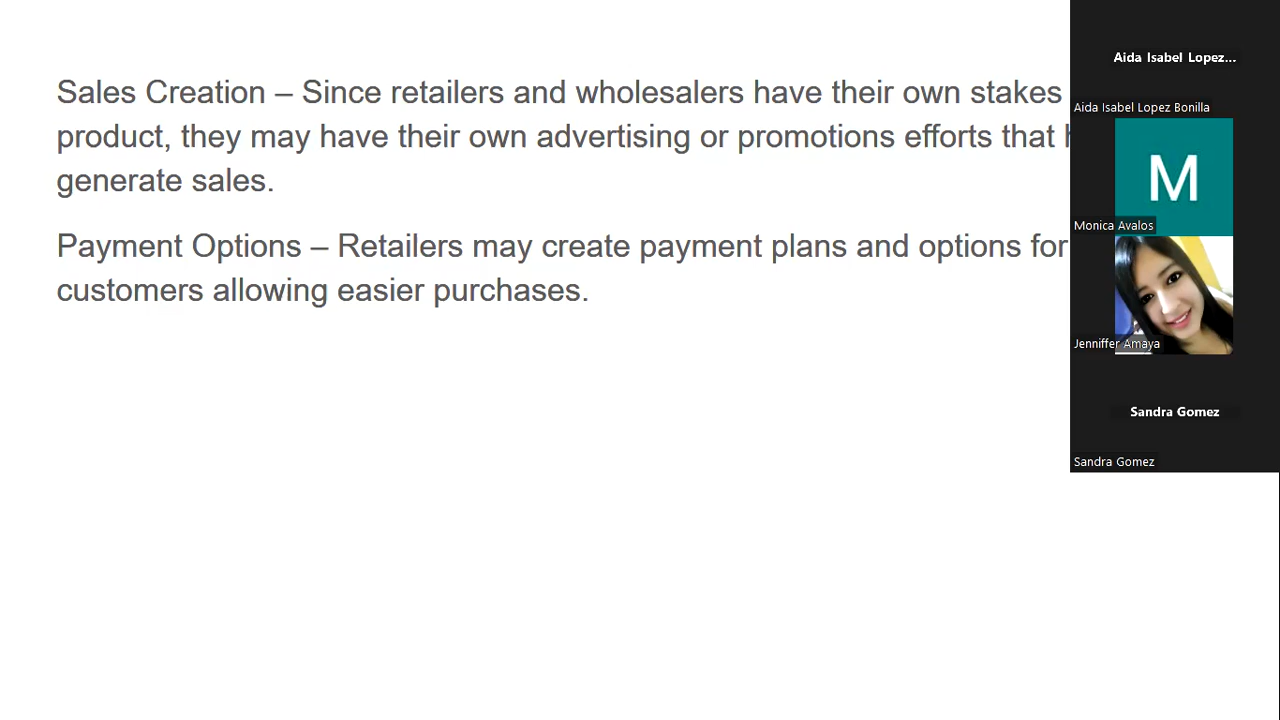 Sales Creation – Since retailers and wholesalers have their own stakes
product, they may have their own advertising or promotions efforts that
generate sales.
Payment Options – Retailers may create payment plans and options for
customers allowing easier purchases.
Aida Isabel Lopez...
Aida Isabel Lopez Bonilla
M
Monica Avalos
Jenniffer Amaya
Sandra Gomez
Sandra Gomez